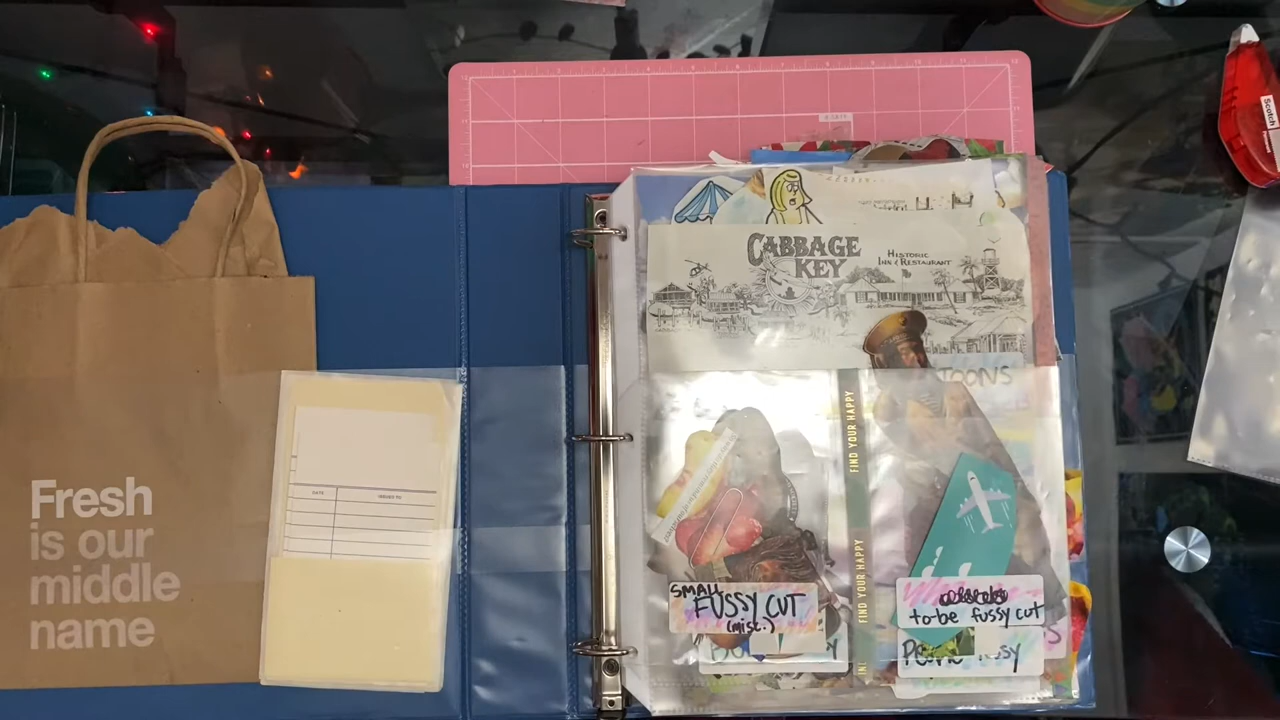 Scotch
CABBAGE
KEY
HISTORIC
INN & RESTAURANT
TOONS
FIND YOUR HAPPY
FIND YOUR HAPPY
DATE
ISSUED TO
Fresh
is our
middle
name
SMALL
FUSSY CUT
(misc.)
to be fussy cut